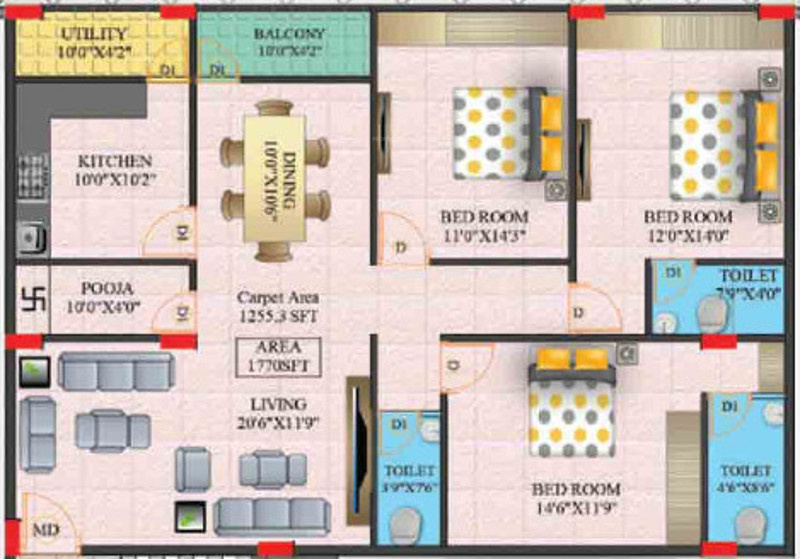 UTILITY
10'0"X4'2"
D1
BALCONY
10'0"X4'2"
D1
KITCHEN
10'0"X10'2"
D1
DINING
10'0"X10'6"
BED ROOM
11'0"X14'3"
D
BED ROOM
12'0"X14'0"
D
D1
TOILET
7'9"X4'0"
POOJA
10'0"X4'0"
D1
Carpet Area
1255.3 SFT
AREA
1770SFT
LIVING
20'6"X11'9"
MD
D
D1
TOILET
3'9"X7'6"
BED ROOM
14'6"X11'9"
D1
TOILET
4'6"X8'6"